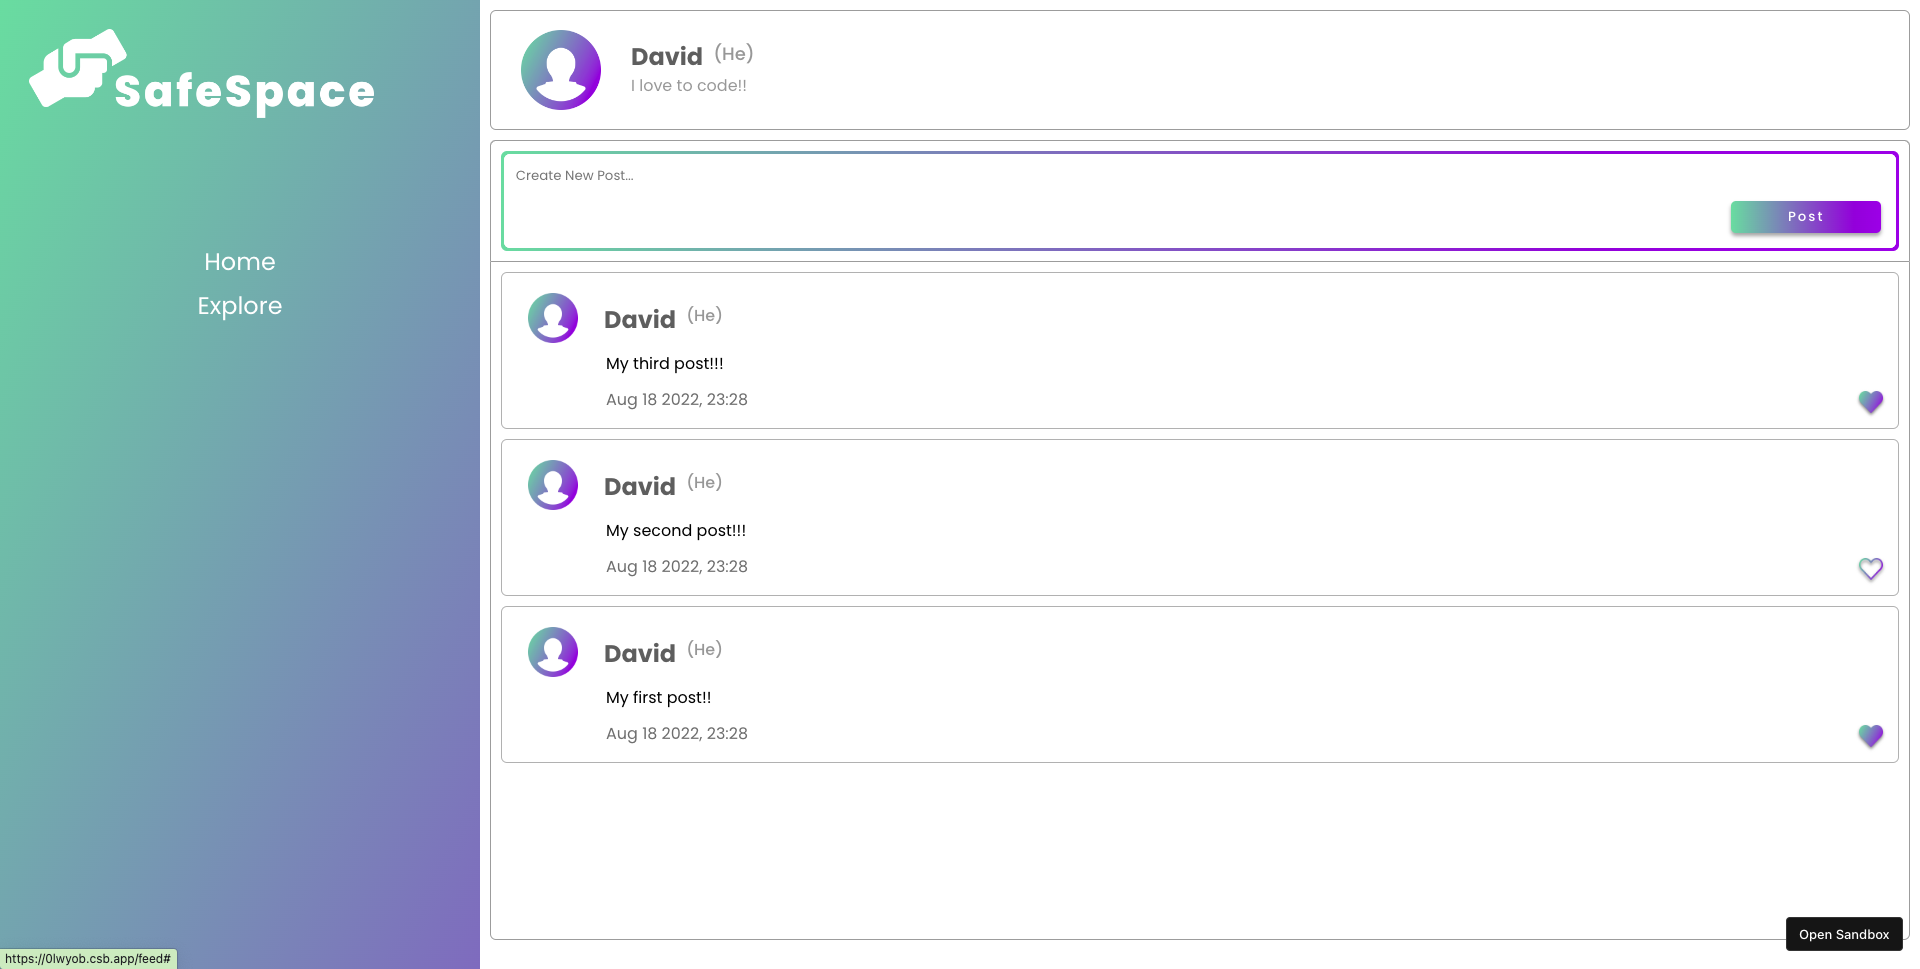 SafeSpace
Home
Explore
David (He)
I love to code!!
Create New Post...
Post
David (He)
My third post!!!
Aug 18 2022, 23:28
David (He)
My second post!!!
Aug 18 2022, 23:28
David (He)
My first post!!
Aug 18 2022, 23:28
Open Sandbox
https://0lwyob.csb.app/feed#